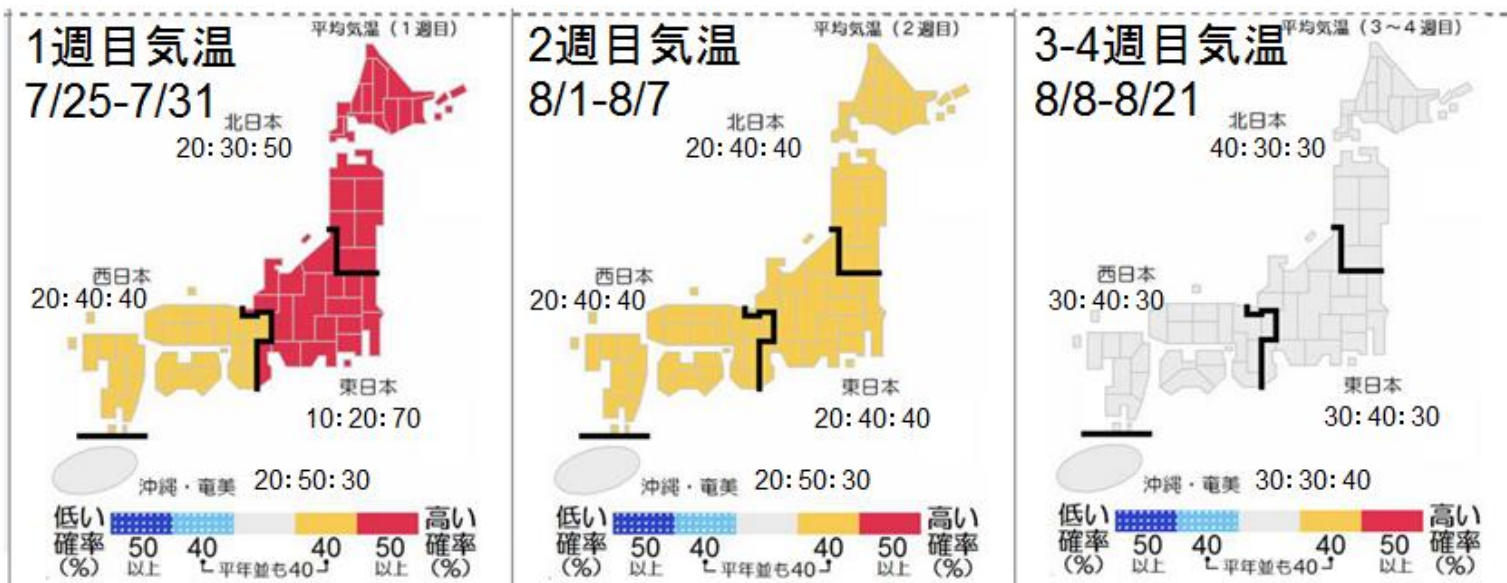 1週目気温
平均気温（1週目）
7/25-7/31
北日本
20:30:50
西日本
20:40:40
東日本
10:20:70
沖縄・奄美 20:50:30
低い 高い
確率 50 40 40 50 確率
(%) 以上 平年並も40 以上 (%)
2週目気温
平均気温（2週目）
8/1-8/7
北日本
20:40:40
西日本
20:40:40
東日本
20:40:40
沖縄・奄美 20:50:30
低い 高い
確率 50 40 40 50 確率
(%) 以上 平年並も40 以上 (%)
3-4週目気温
平均気温（3～4週目）
8/8-8/21
北日本
40:30:30
西日本
30:40:30
東日本
30:40:30
沖縄・奄美 30:30:40
低い 高い
確率 50 40 40 50 確率
(%) 以上 平年並も40 以上 (%)